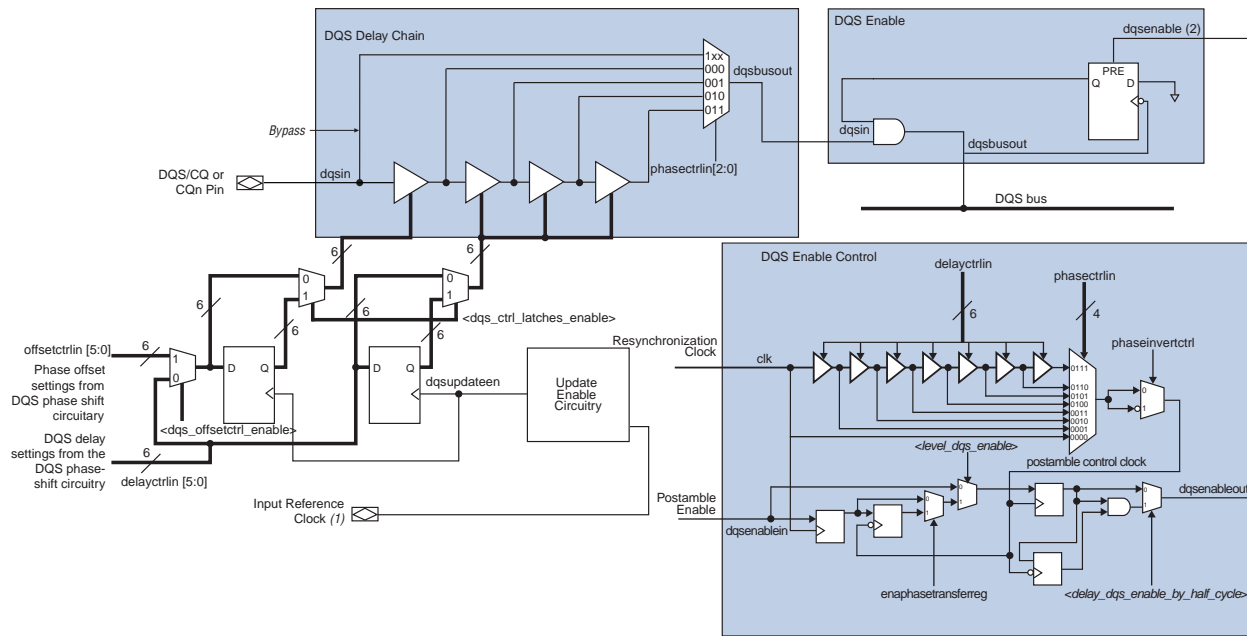 DQS Delay Chain
1xx
000
001
010
011
dqsbusout
Bypass
phasectrlin[2:0]
DQS/CQ or
CQn Pin
dqsin
DQS Enable
dqsenable (2)
PRE
Q
D
dqsin
dqsbusout
DQS bus
6
6
0
1
0
1
6
6
6
6
<dqs_ctrl_latches_enable>
offsetctrlin [5:0]
6
1
0
D
Q
D
Q
Phase offset
settings from
DQS phase shift
circuitary
dqsupdateen
Update
Enable
Circuitry
<dqs_offsetctrl_enable>
DQS delay
settings from the
DQS phase-
shift circuitry
6
delayctrlin [5:0]
Input Reference
Clock (1)
DQS Enable Control
delayctrlin
phasectrlin
6
4
Resynchronization
Clock
clk
phaseinvertctrl
0111
0110
0101
0100
0011
0010
0001
0000
0
1
<level_dqs_enable>
postamble control clock
Postamble
Enable
dqsenablein
0
1
0
1
0
1
dqsenableout
enaphasetransferreg
<delay_dqs_enable_by_half_cycle>